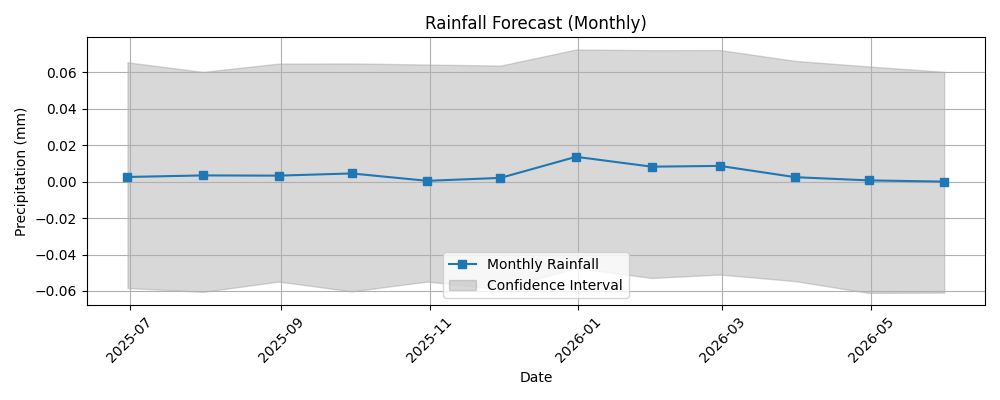 Rainfall Forecast (Monthly)
Precipitation (mm)
0.06
0.04
0.02
0.00
−0.02
−0.04
−0.06
Monthly Rainfall
Confidence Interval
2025-07
2025-09
2025-11
2026-01
2026-03
2026-05
Date